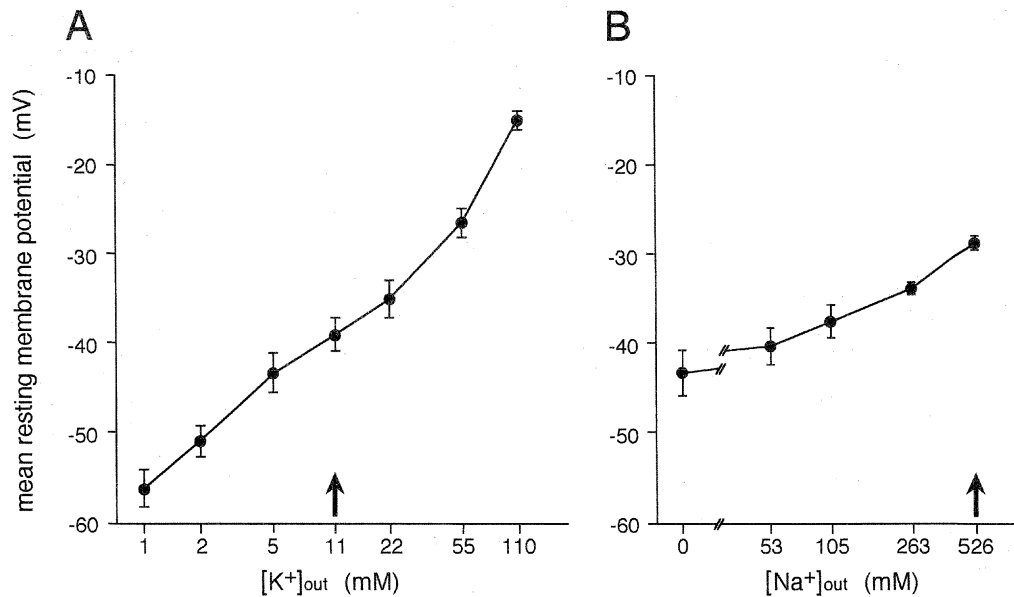 A
B
mean resting membrane potential (mV)
-10
-20
-30
-40
-50
-60
1 2 5 11 22 55 110
[K+]out (mM)
-10
-20
-30
-40
-50
-60
0 53 105 263 526
[Na+]out (mM)